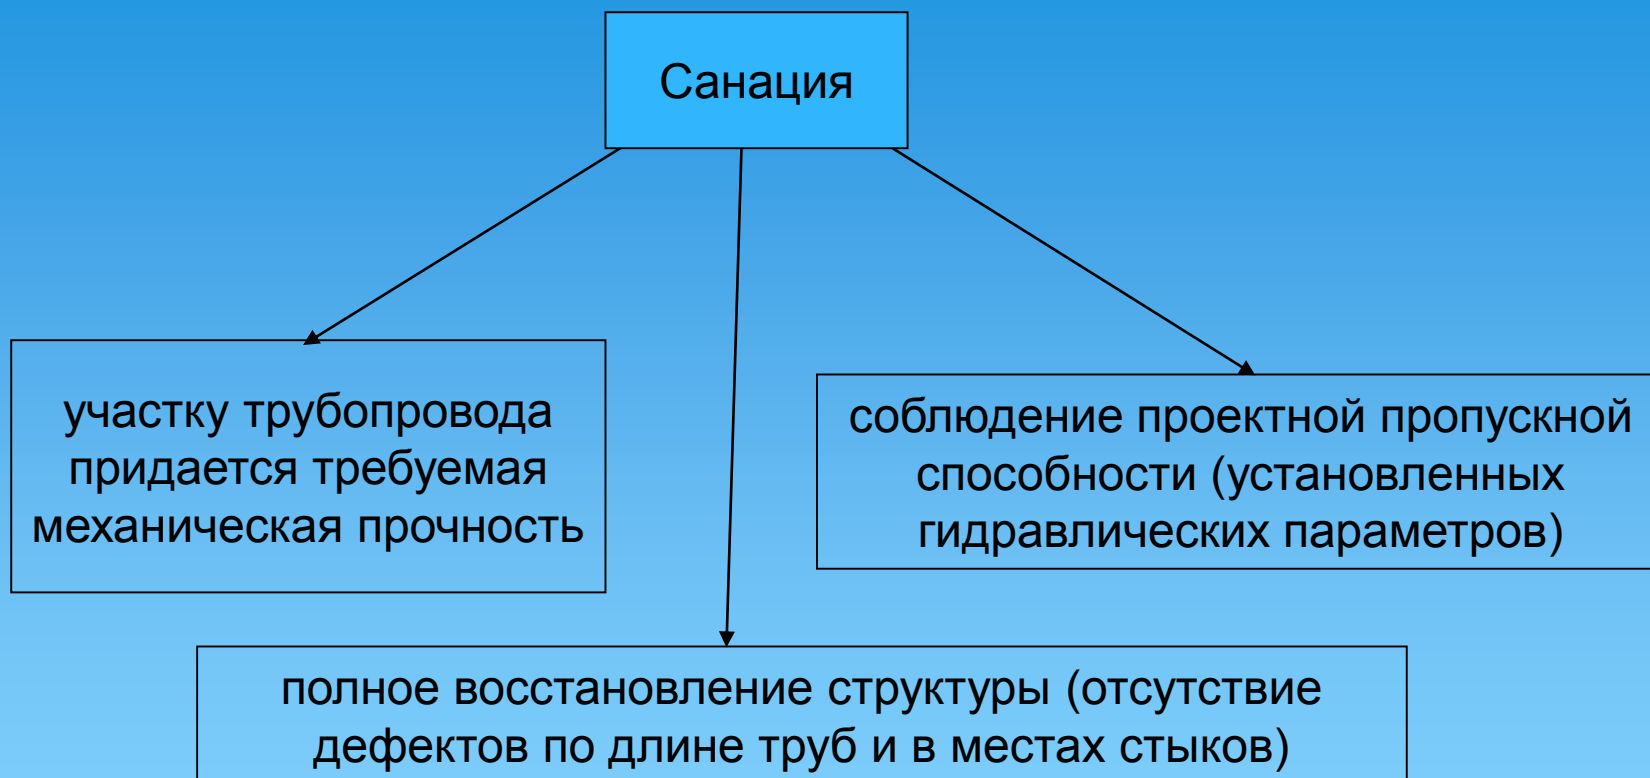 Санация
участку трубопровода
придается требуемая
механическая прочность
соблюдение проектной пропускной
способности (установленных
гидравлических параметров)
полное восстановление структуры (отсутствие
дефектов по длине труб и в местах стыков)